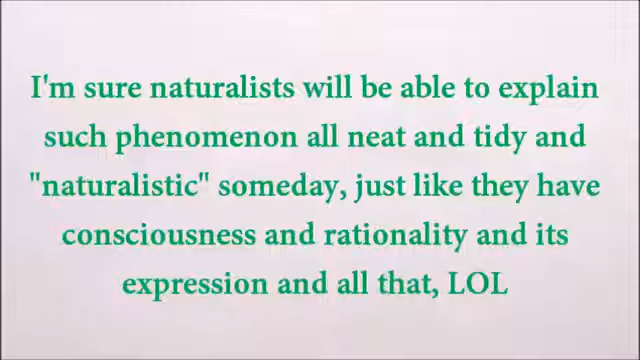 I'm sure naturalists will be able to explain
such phenomenon all neat and tidy and
"naturalistic" someday, just like they have
consciousness and rationality and its
expression and all that, LOL